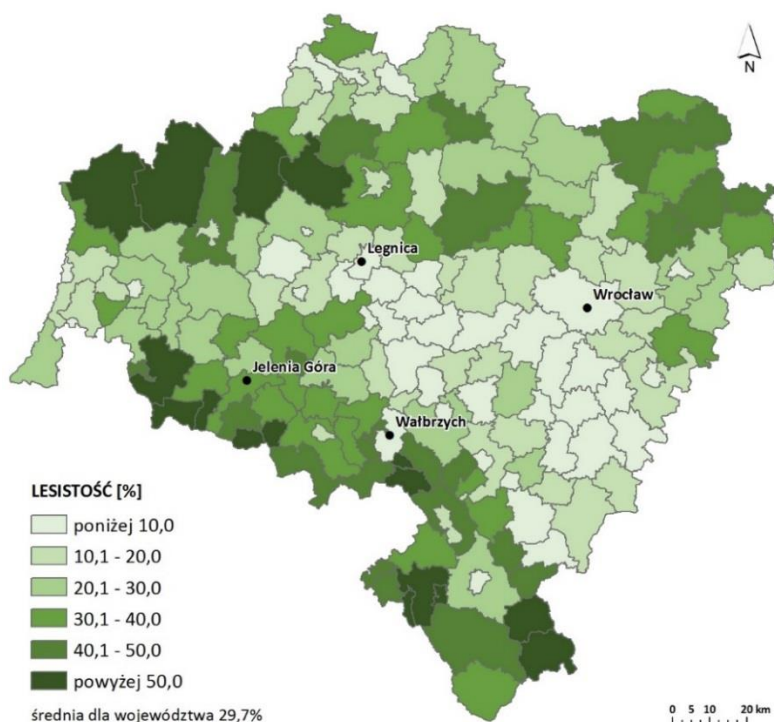 N
Legnica
Wrocław
Jelenia Góra
Wałbrzych
LESISTOŚĆ [%]
poniżej 10,0
10,1 - 20,0
20,1 - 30,0
30,1 - 40,0
40,1 - 50,0
powyżej 50,0
średnia dla województwa 29,7%
0 5 10 20 km